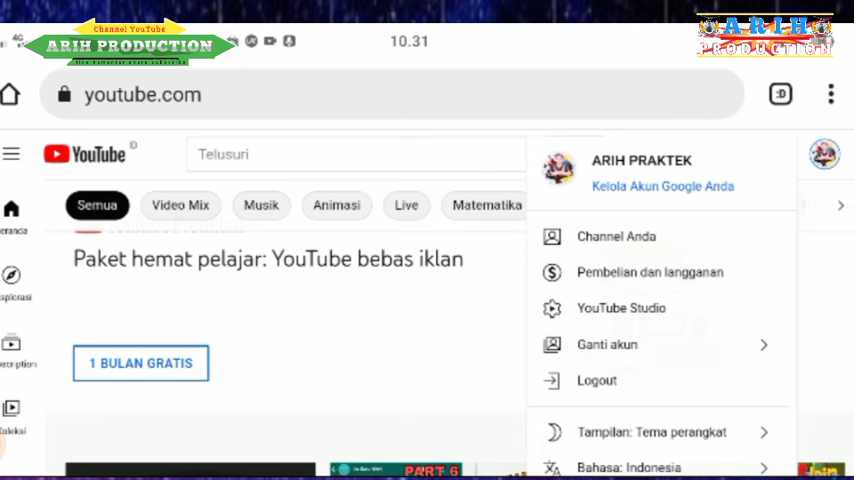 Channel YouTube
ARIH PRODUCTION
10.31
ARIH
PRODUCTION
youtube.com
:D
YouTube ID
Telusuri
ARIH PRAKTEK
Kelola Akun Google Anda
Semua
Video Mix
Musik
Animasi
Live
Matematika
Channel Anda
Paket hemat pelajar: YouTube bebas iklan
Pembelian dan langganan
YouTube Studio
Ganti akun
1 BULAN GRATIS
Logout
Tampilan: Tema perangkat
Bahasa: Indonesia
PART 6
Join